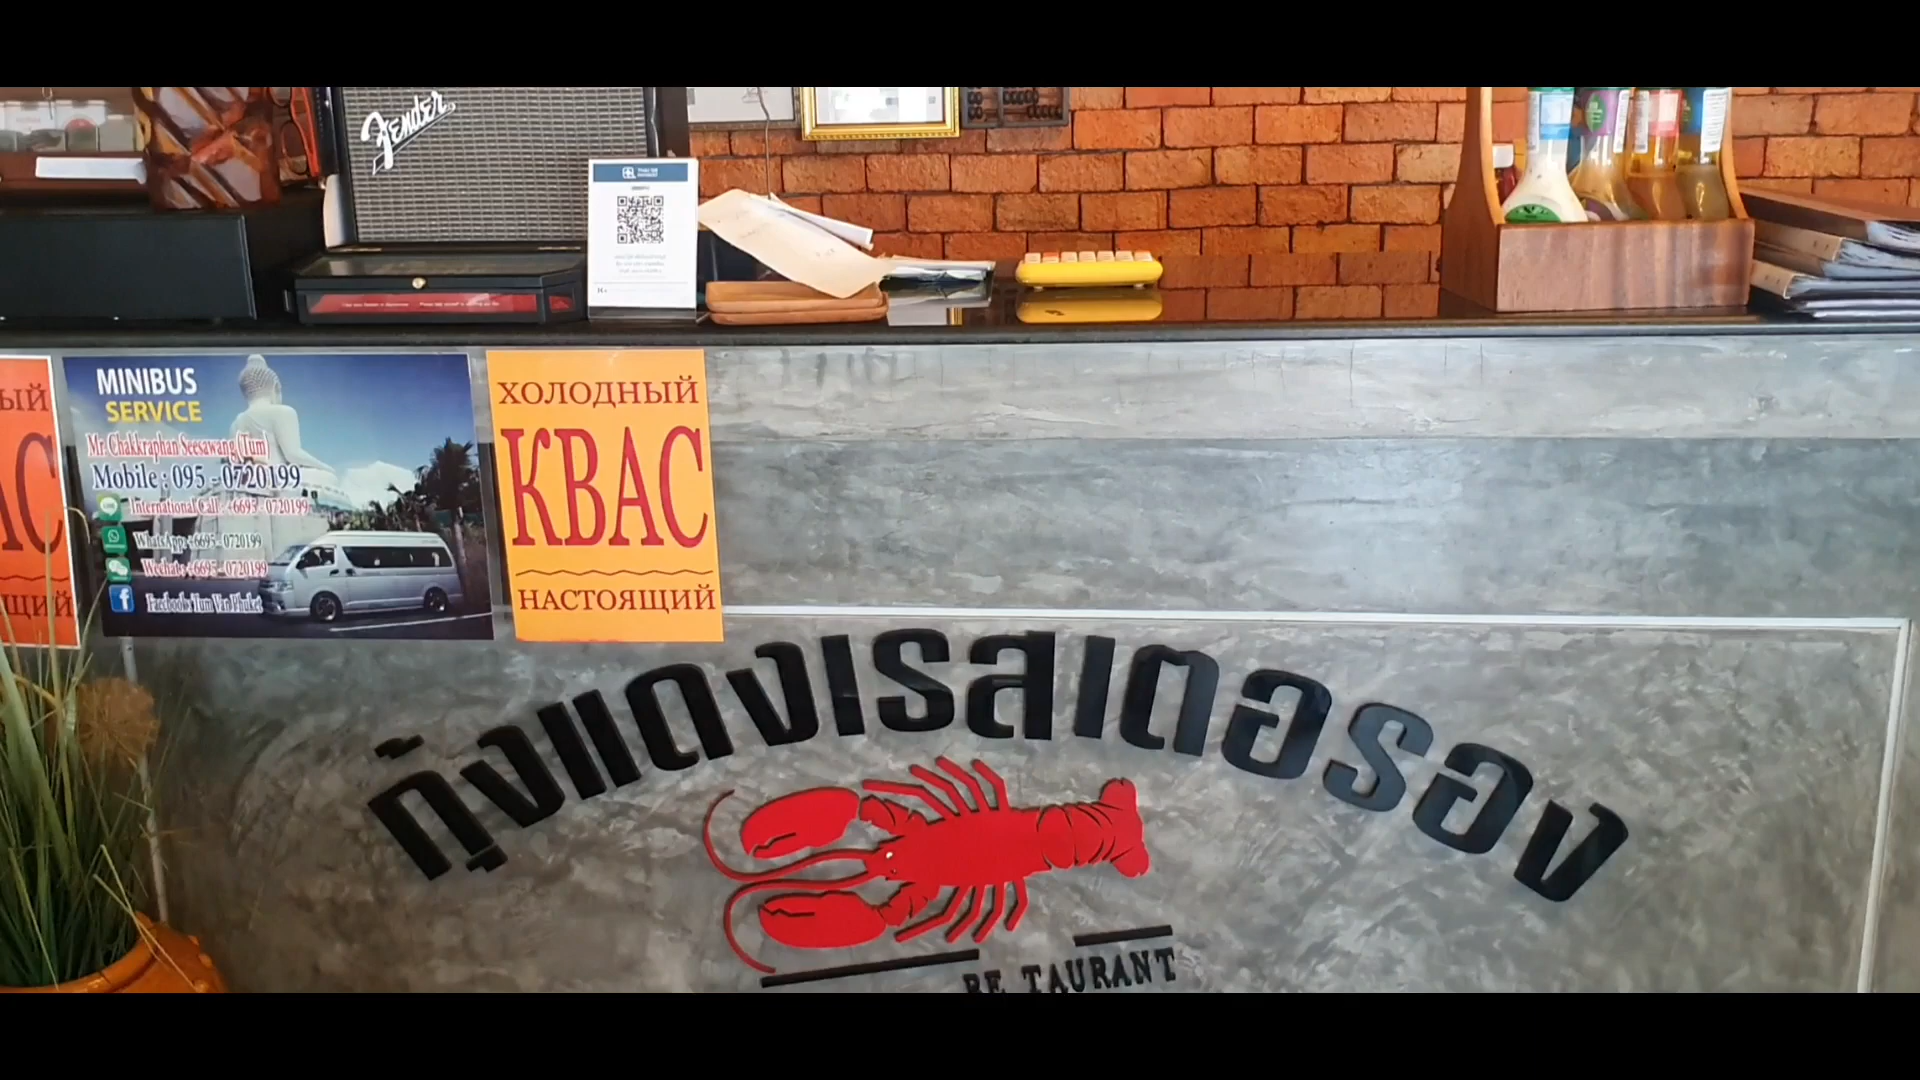 Fender
ЫЙ
АС
ЩИЙ
MINIBUS
SERVICE
Mr. Chakkraphan Seesawang (Tum)
Mobile : 095 - 0720199
International Call : +6695 - 0720199
WhatsApp : +6695 - 0720199
Wechat : +6695 - 0720199
Facebook : Tum Van Phuket
ХОЛОДНЫЙ
КВАС
НАСТОЯЩИЙ
กุ้งแดงเรสเตอรอง
RE TAURANT